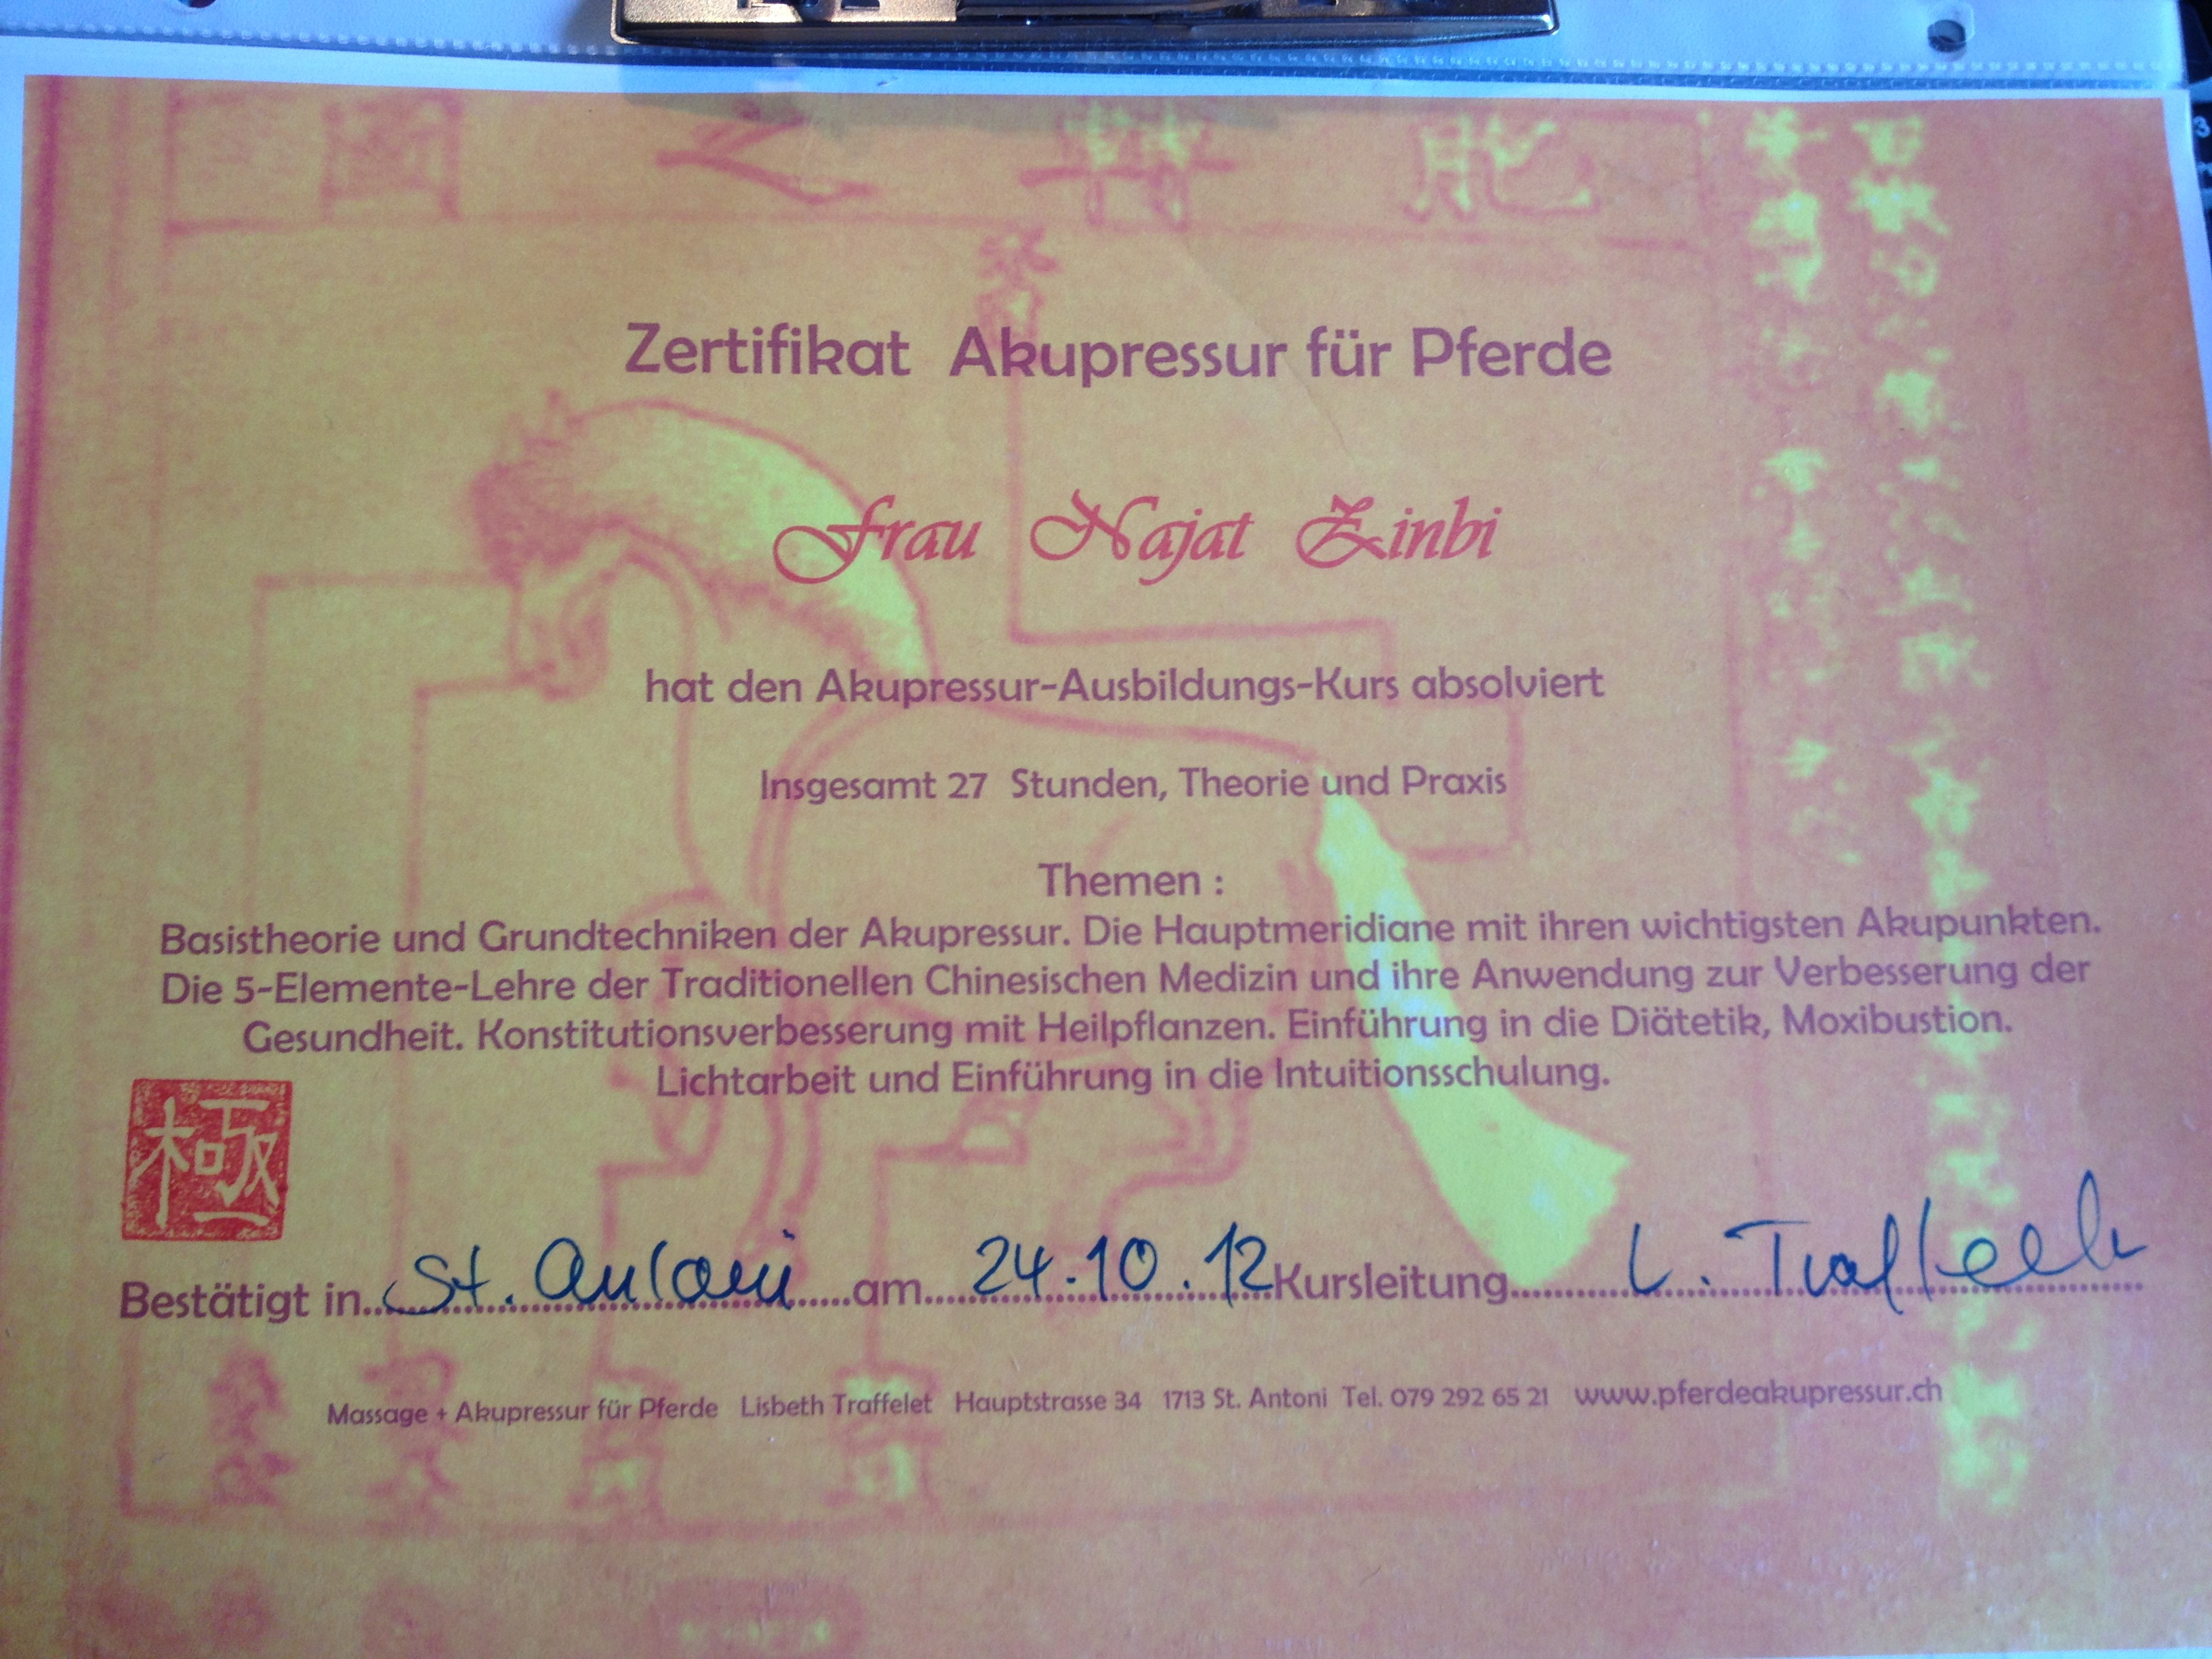 國 之
Zertifikat Akupressur für Pferde
Frau Najat Zinbi
hat den Akupressur-Ausbildungs-Kurs absolviert
Insgesamt 27 Stunden, Theorie und Praxis
Themen :
Basistheorie und Grundtechniken der Akupressur. Die Hauptmeridiane mit ihren wichtigsten Akupunkten.
Die 5-Elemente-Lehre der Traditionellen Chinesischen Medizin und ihre Anwendung zur Verbesserung der
Gesundheit. Konstitutionsverbesserung mit Heilpflanzen. Einführung in die Diätetik, Moxibustion.
Lichtarbeit und Einführung in die Intuitionsschulung.
極
Bestätigt in St. Antoni am 24.10.12 Kursleitung L. Traffelet
Massage + Akupressur für Pferde Lisbeth Traffelet Hauptstrasse 34 1713 St. Antoni Tel. 079 292 65 21 www.pferdeakupressur.ch